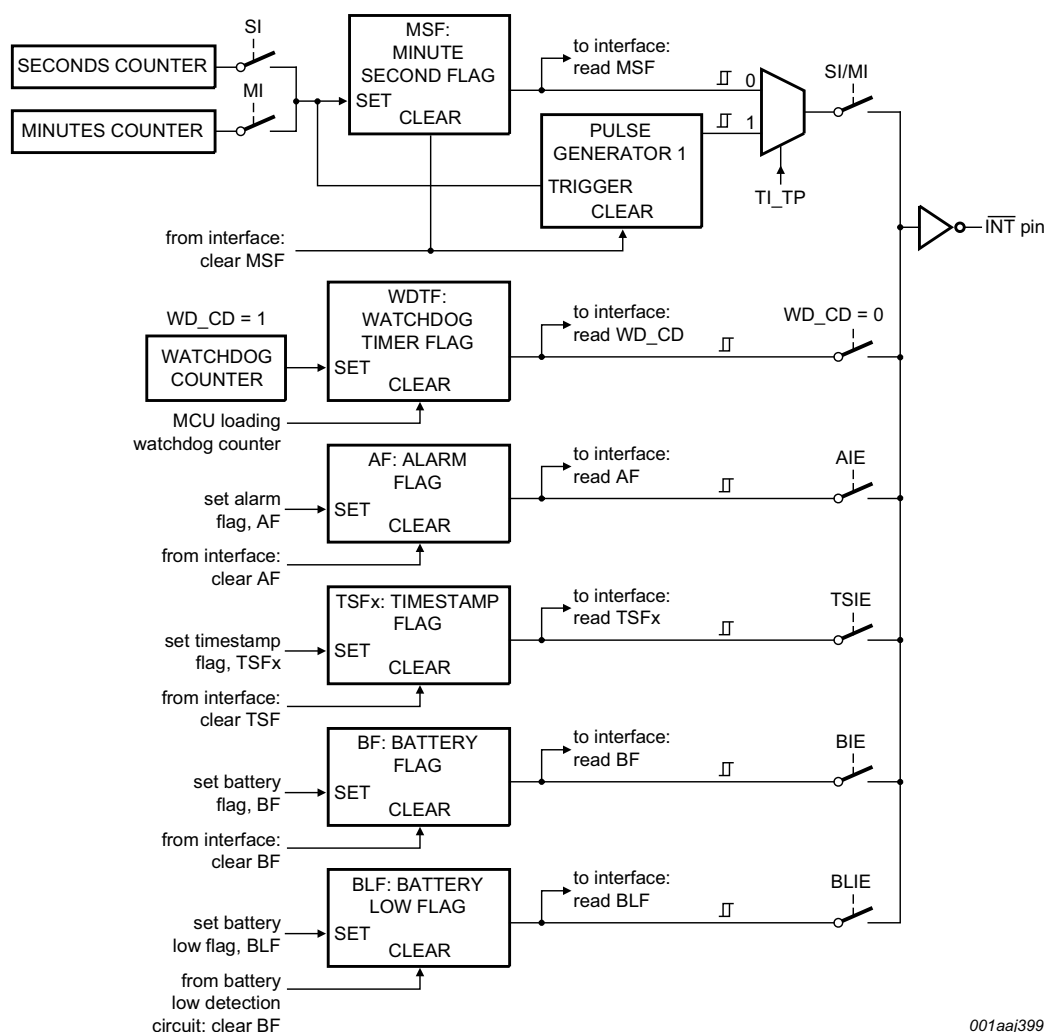 SI
SECONDS COUNTER
MI
MINUTES COUNTER
MSF:
MINUTE
SECOND FLAG
SET
CLEAR
to interface:
read MSF
0
1
SI/MI
PULSE
GENERATOR 1
TRIGGER
CLEAR
TI_TP
from interface:
clear MSF
INT pin
WD_CD = 1
WATCHDOG
COUNTER
WDTF:
WATCHDOG
TIMER FLAG
SET
CLEAR
to interface:
read WD_CD
WD_CD = 0
MCU loading
watchdog counter
AF: ALARM
FLAG
SET
CLEAR
to interface:
read AF
AIE
set alarm
flag, AF
from interface:
clear AF
TSFx: TIMESTAMP
FLAG
SET
CLEAR
to interface:
read TSFx
TSIE
set timestamp
flag, TSFx
from interface:
clear TSF
BF: BATTERY
FLAG
SET
CLEAR
to interface:
read BF
BIE
set battery
flag, BF
from interface:
clear BF
BLF: BATTERY
LOW FLAG
SET
CLEAR
to interface:
read BLF
BLIE
set battery
low flag, BLF
from battery
low detection
circuit: clear BF
001aaj399